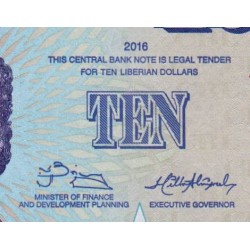 2016
THIS CENTRAL BANK NOTE IS LEGAL TENDER
FOR TEN LIBERIAN DOLLARS
TEN
MINISTER OF FINANCE
AND DEVELOPMENT PLANNING
EXECUTIVE GOVERNOR